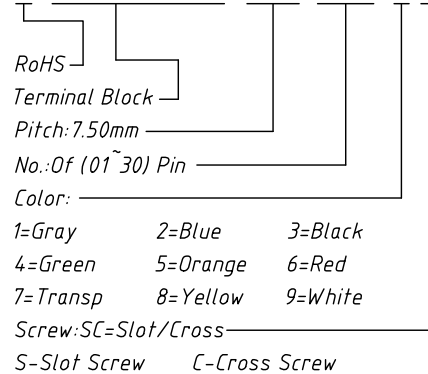 RoHS
Terminal Block
Pitch:7.50mm
No.:Of (01~30) Pin
Color:
1=Gray 2=Blue 3=Black
4=Green 5=Orange 6=Red
7=Transp 8=Yellow 9=White
Screw:SC=Slot/Cross
S-Slot Screw C-Cross Screw